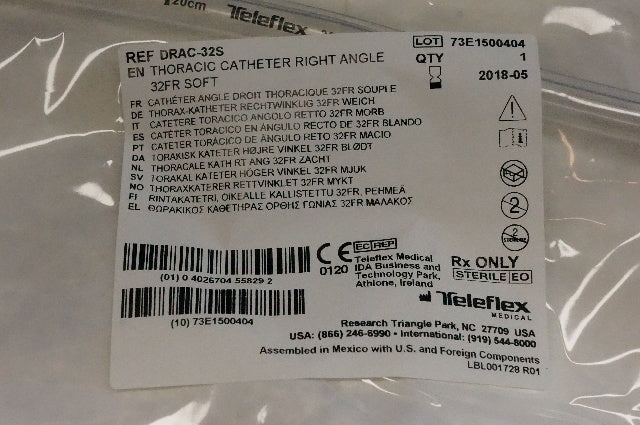 120cm Teleflex
REF DRAC-32S
LOT 73E1500404
EN THORACIC CATHETER RIGHT ANGLE
32FR SOFT
QTY 1
2018-05
FR CATHÉTER ANGLE DROIT THORACIQUE 32FR SOUPLE
DE THORAX-KATHETER RECHTWINKLIG 32FR WEICH
IT CATETERE TORACICO ANGOLO RETTO 32FR MORB
ES CATÉTER TORÁCICO EN ÁNGULO RECTO DE 32FR BLANDO
PT CATÉTER TORÁCICO DE ÂNGULO RETO 32FR MACIO
DA TORAKISK KATETER HØJRE VINKEL 32FR BLØDT
NL THORACALE KATH RT ANG 32FR ZACHT
SV TORAKAL KATETER HÖGER VINKEL 32FR MJUK
NO THORAXKATERER RETTVINKLET 32FR MYKT
FI RINTAKATETRI, OIKEALLE KALLISTETTU 32FR, PEHMEÄ
EL ΘΩΡΑΚΙΚΟΣ ΚΑΘΕΤΗΡΑΣ ΟΡΘΗΣ ΓΩΝΙΑΣ 32FR ΜΑΛΑΚΟΣ
2
2
(01) 0 4026704 55829 2
CE 0120
EC REP
Teleflex Medical
IDA Business and
Technology Park,
Athlone, Ireland
Rx ONLY
STERILE EO
(10) 73E1500404
Teleflex
MEDICAL
Research Triangle Park, NC 27709 USA
USA: (866) 246-6990 • International: (919) 544-8000
Assembled in Mexico with U.S. and Foreign Components
LBL001728 R01